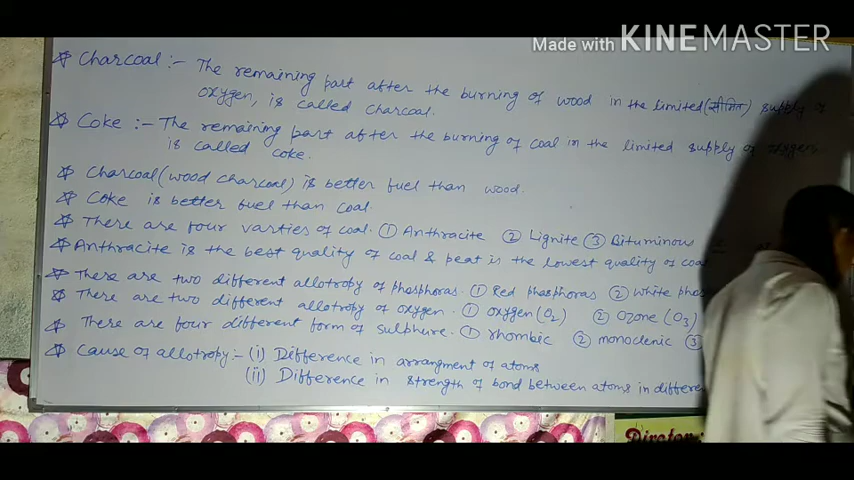 Made with KINEMASTER
Charcoal :- The remaining part after the burning of wood in the limited (सीमित) supply of
oxygen, is called charcoal.
Coke :- The remaining part after the burning of coal in the limited supply of oxygen
is called coke.
Charcoal (wood charcoal) is better fuel than wood.
Coke is better fuel than coal.
There are four varties of coal. ① Anthracite ② Lignite ③ Bituminous
Anthracite is the best quality of coal & peat is the lowest quality of coal
There are two different allotropy of phosphoras. ① Red phosphoras ② White phos
There are two different allotropy of oxygen. ① oxygen (O2) ② Ozone (O3)
There are four different form of sulphure. ① rhombic ② monoclenic ③
Cause of allotropy :- (i) Difference in arrangment of atoms
(ii) Difference in strength of bond between atoms in differe
Dirator